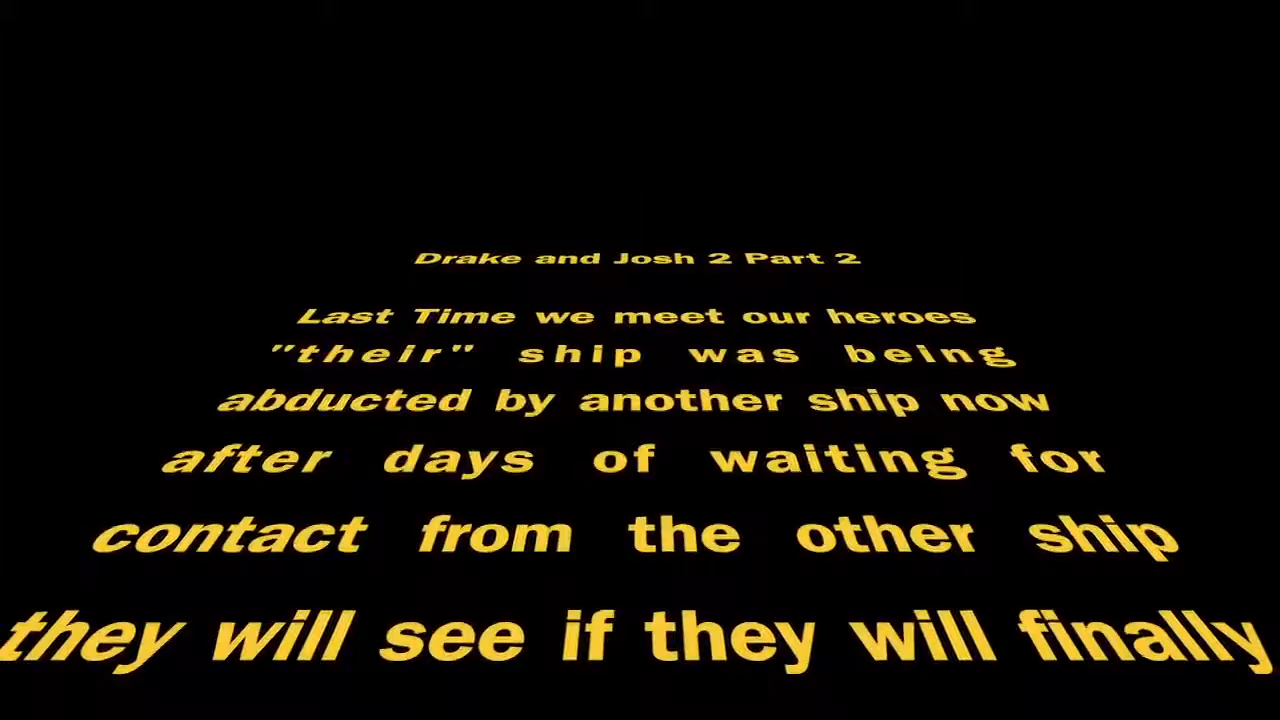 Drake and Josh 2 Part 2
Last Time we meet our heroes
"their" ship was being
abducted by another ship now
after days of waiting for
contact from the other ship
they will see if they will finally